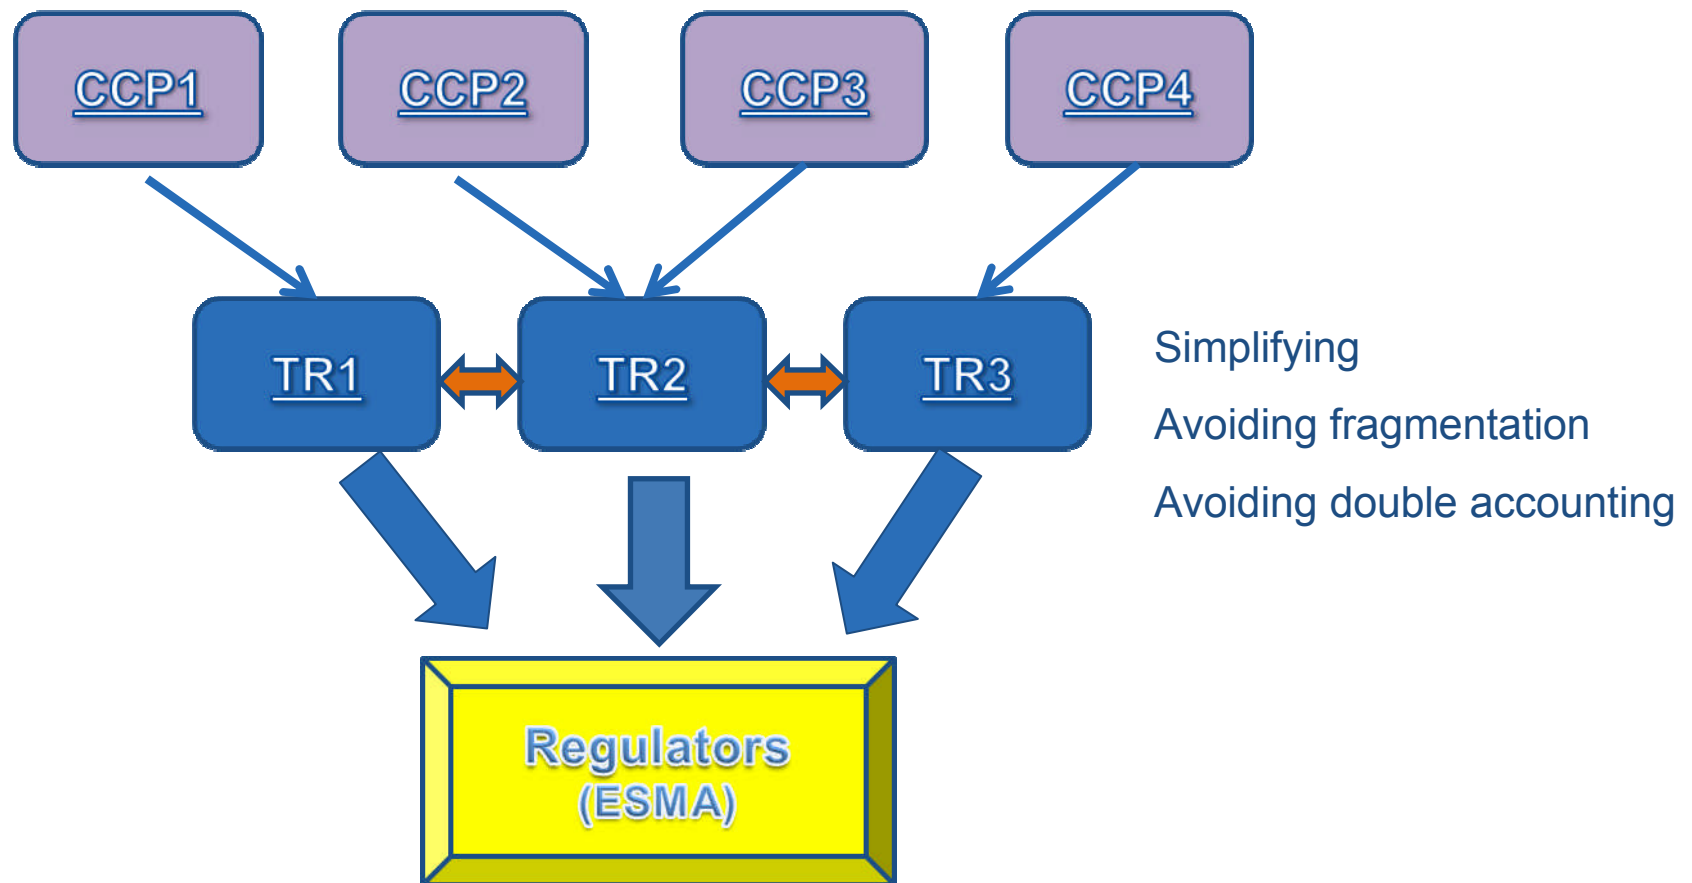 CCP1
CCP2
CCP3
CCP4
TR1
TR2
TR3
Simplifying
Avoiding fragmentation
Avoiding double accounting
Regulators
(ESMA)